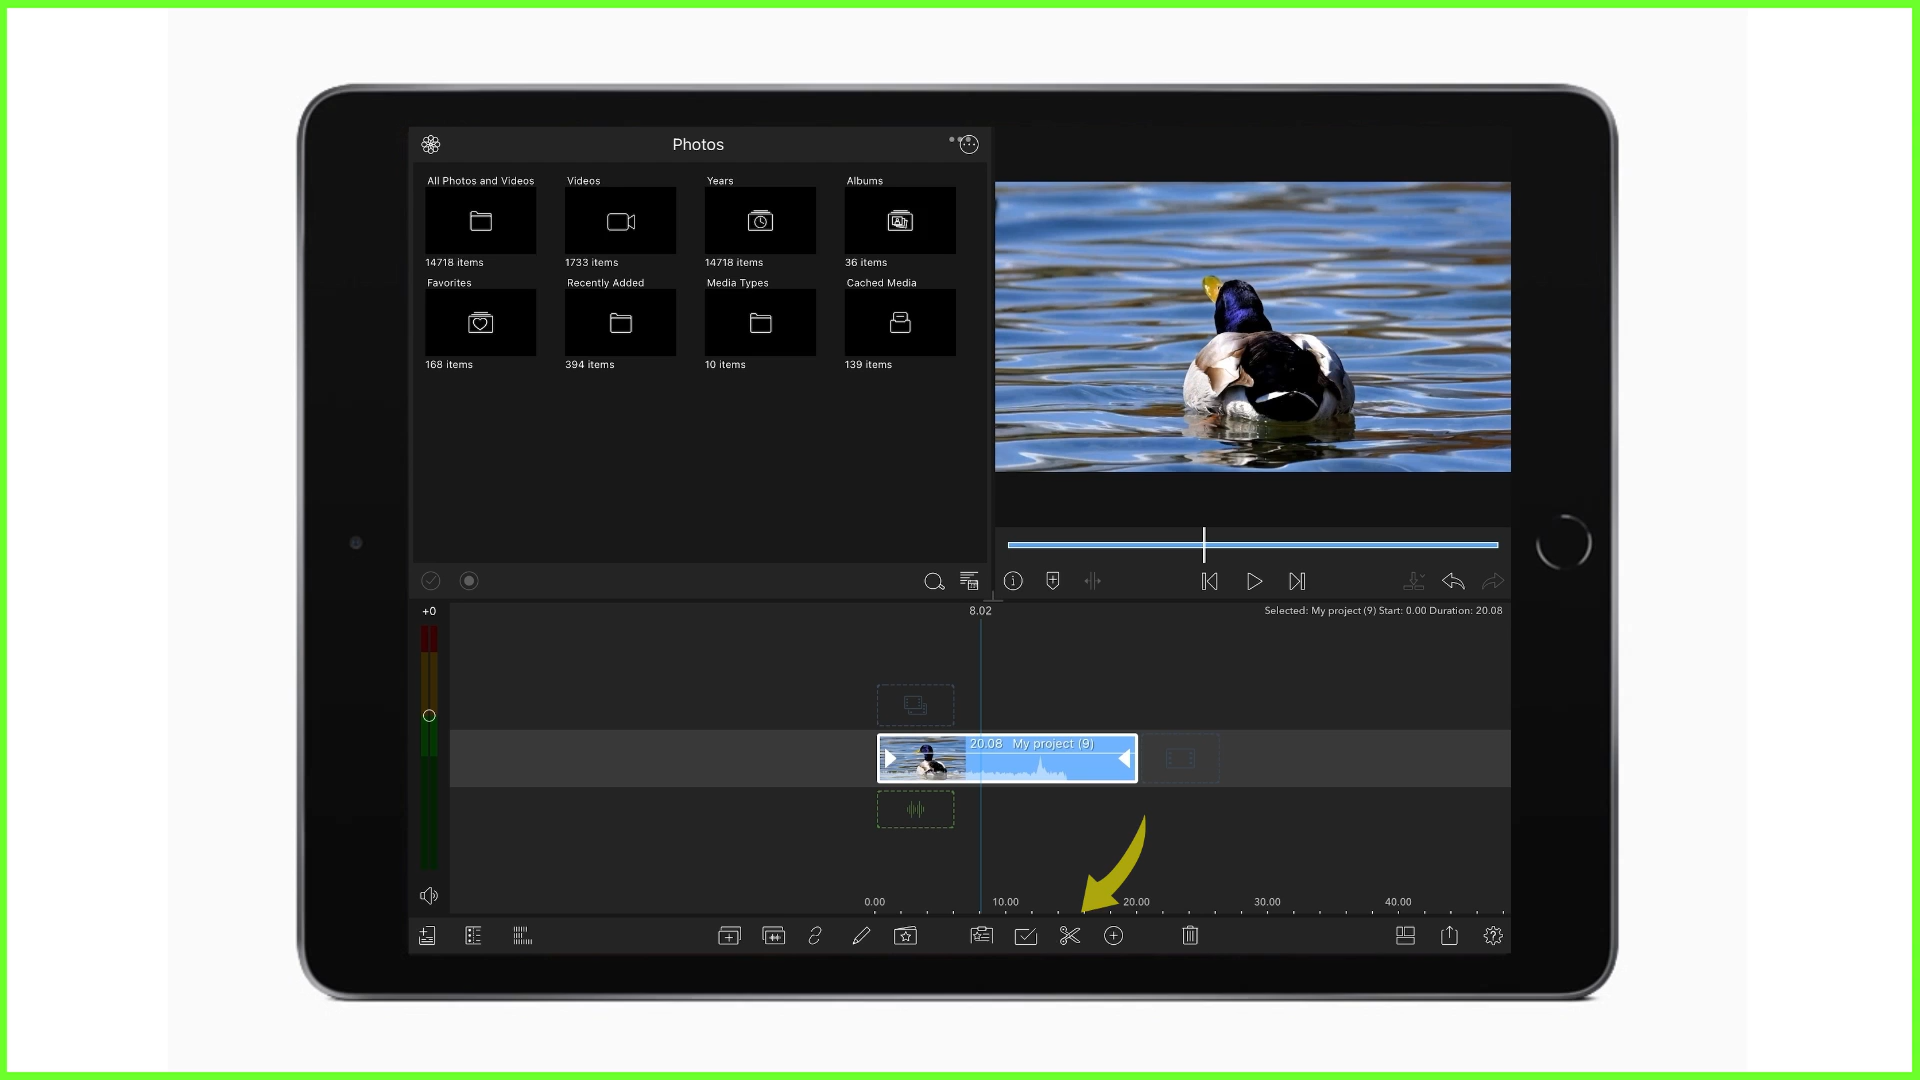 Photos
All Photos and Videos
Videos
Years
Albums
14718 items
1733 items
14718 items
36 items
Favorites
Recently Added
Media Types
Cached Media
168 items
394 items
10 items
139 items
+0
8.02
Selected: My project (9) Start: 0.00 Duration: 20.08
20.08 My project (9)
0.00
10.00
20.00
30.00
40.00